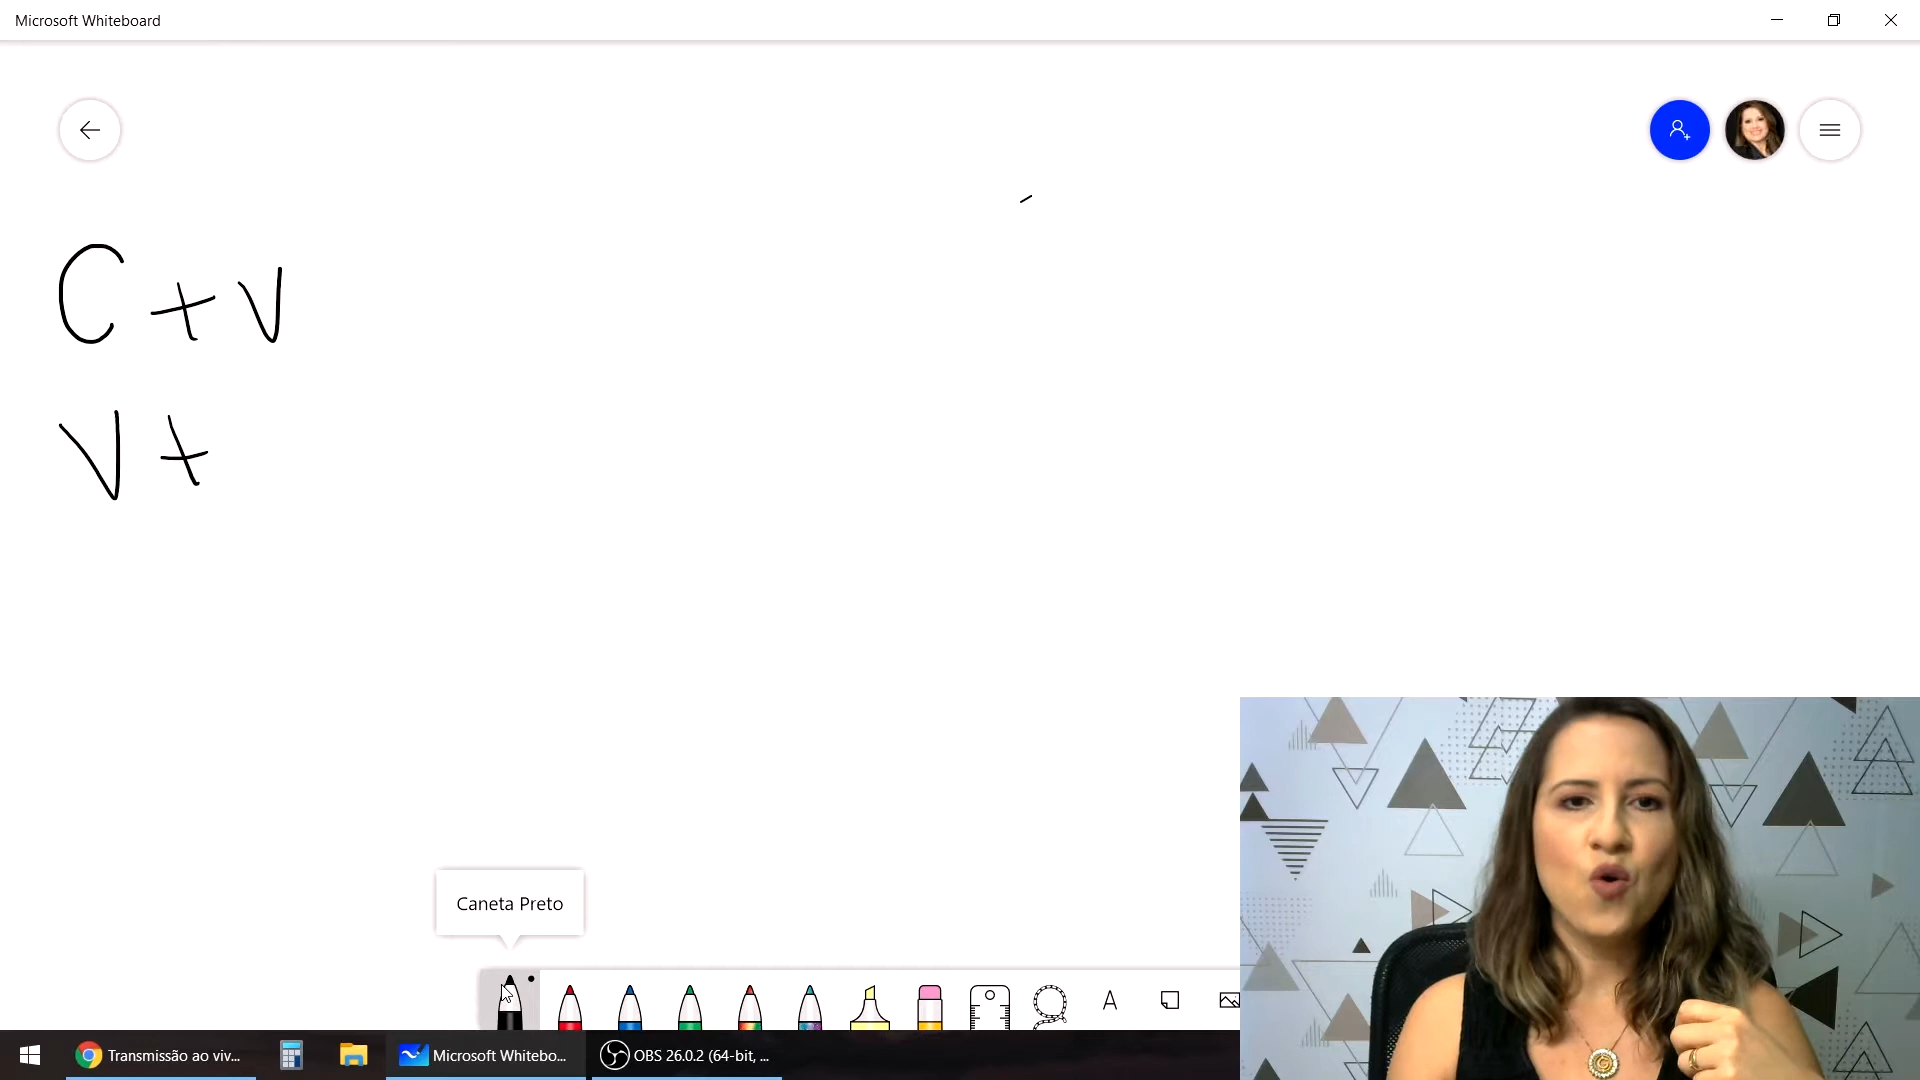 Microsoft Whiteboard
C + V
V +
Caneta Preto
A
Transmissão ao viv...
Microsoft Whitebo...
OBS 26.0.2 (64-bit, ...